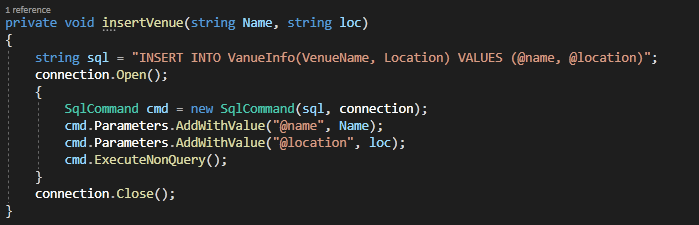 1 reference
private void insertVenue(string Name, string loc)
{
string sql = "INSERT INTO VanueInfo(VenueName, Location) VALUES (@name, @location)";
connection.Open();
{
SqlCommand cmd = new SqlCommand(sql, connection);
cmd.Parameters.AddWithValue("@name", Name);
cmd.Parameters.AddWithValue("@location", loc);
cmd.ExecuteNonQuery();
}
connection.Close();
}